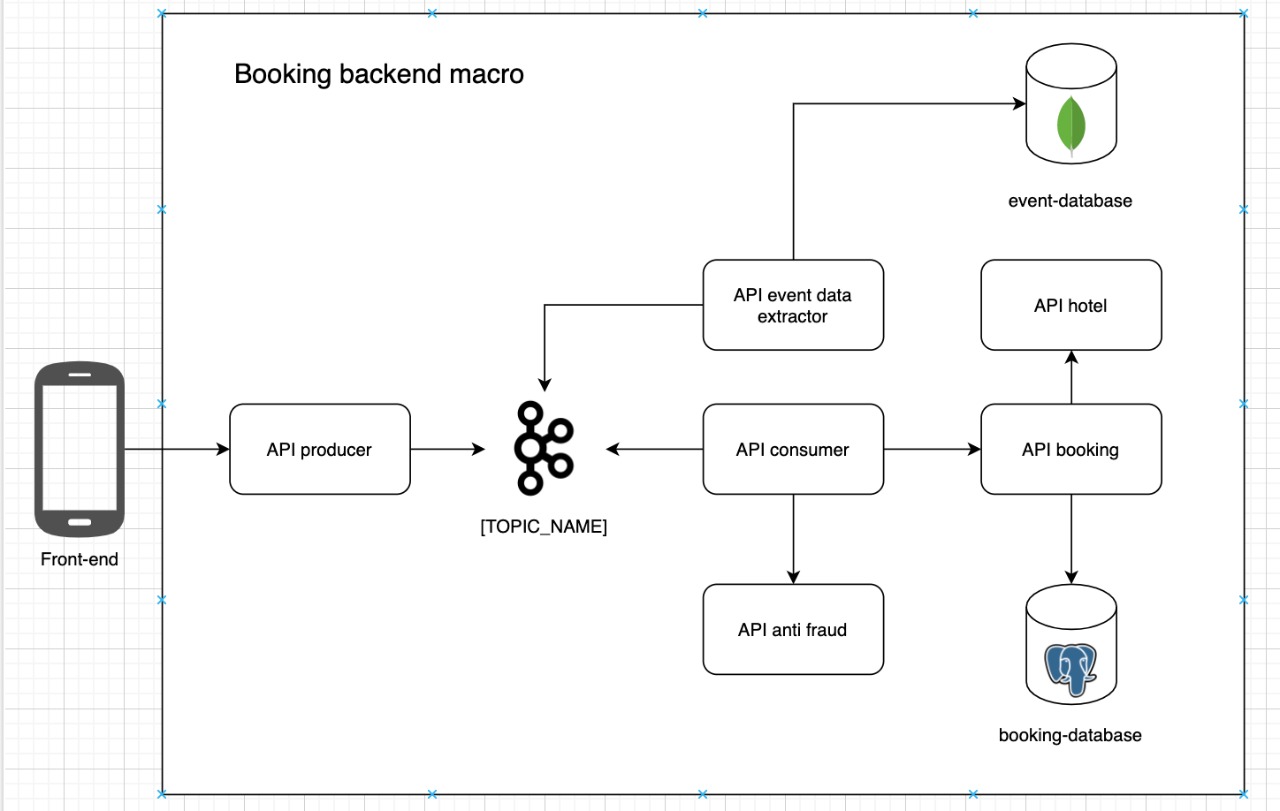 Booking backend macro
event-database
API event data
extractor
API hotel
API producer
API consumer
API booking
[TOPIC_NAME]
Front-end
API anti fraud
booking-database